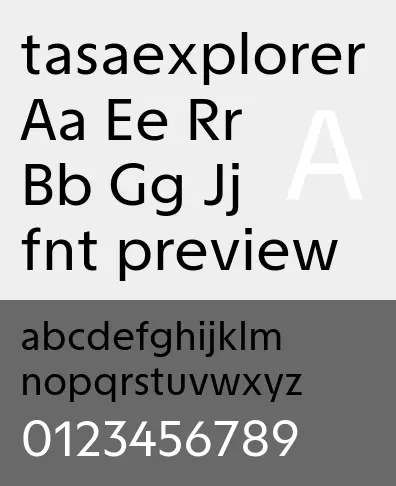 tasaexplorer
Aa Ee Rr
A
Bb Gg Jj
fnt preview
abcdefghijklm
nopqrstuvwxyz
0123456789